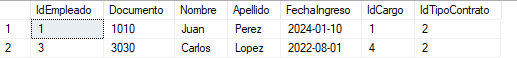 IdEmpleado Documento Nombre Apellido FechaIngreso IdCargo IdTipoContrato
1 1 1010 Juan Perez 2024-01-10 1 2
2 3 3030 Carlos Lopez 2022-08-01 4 2